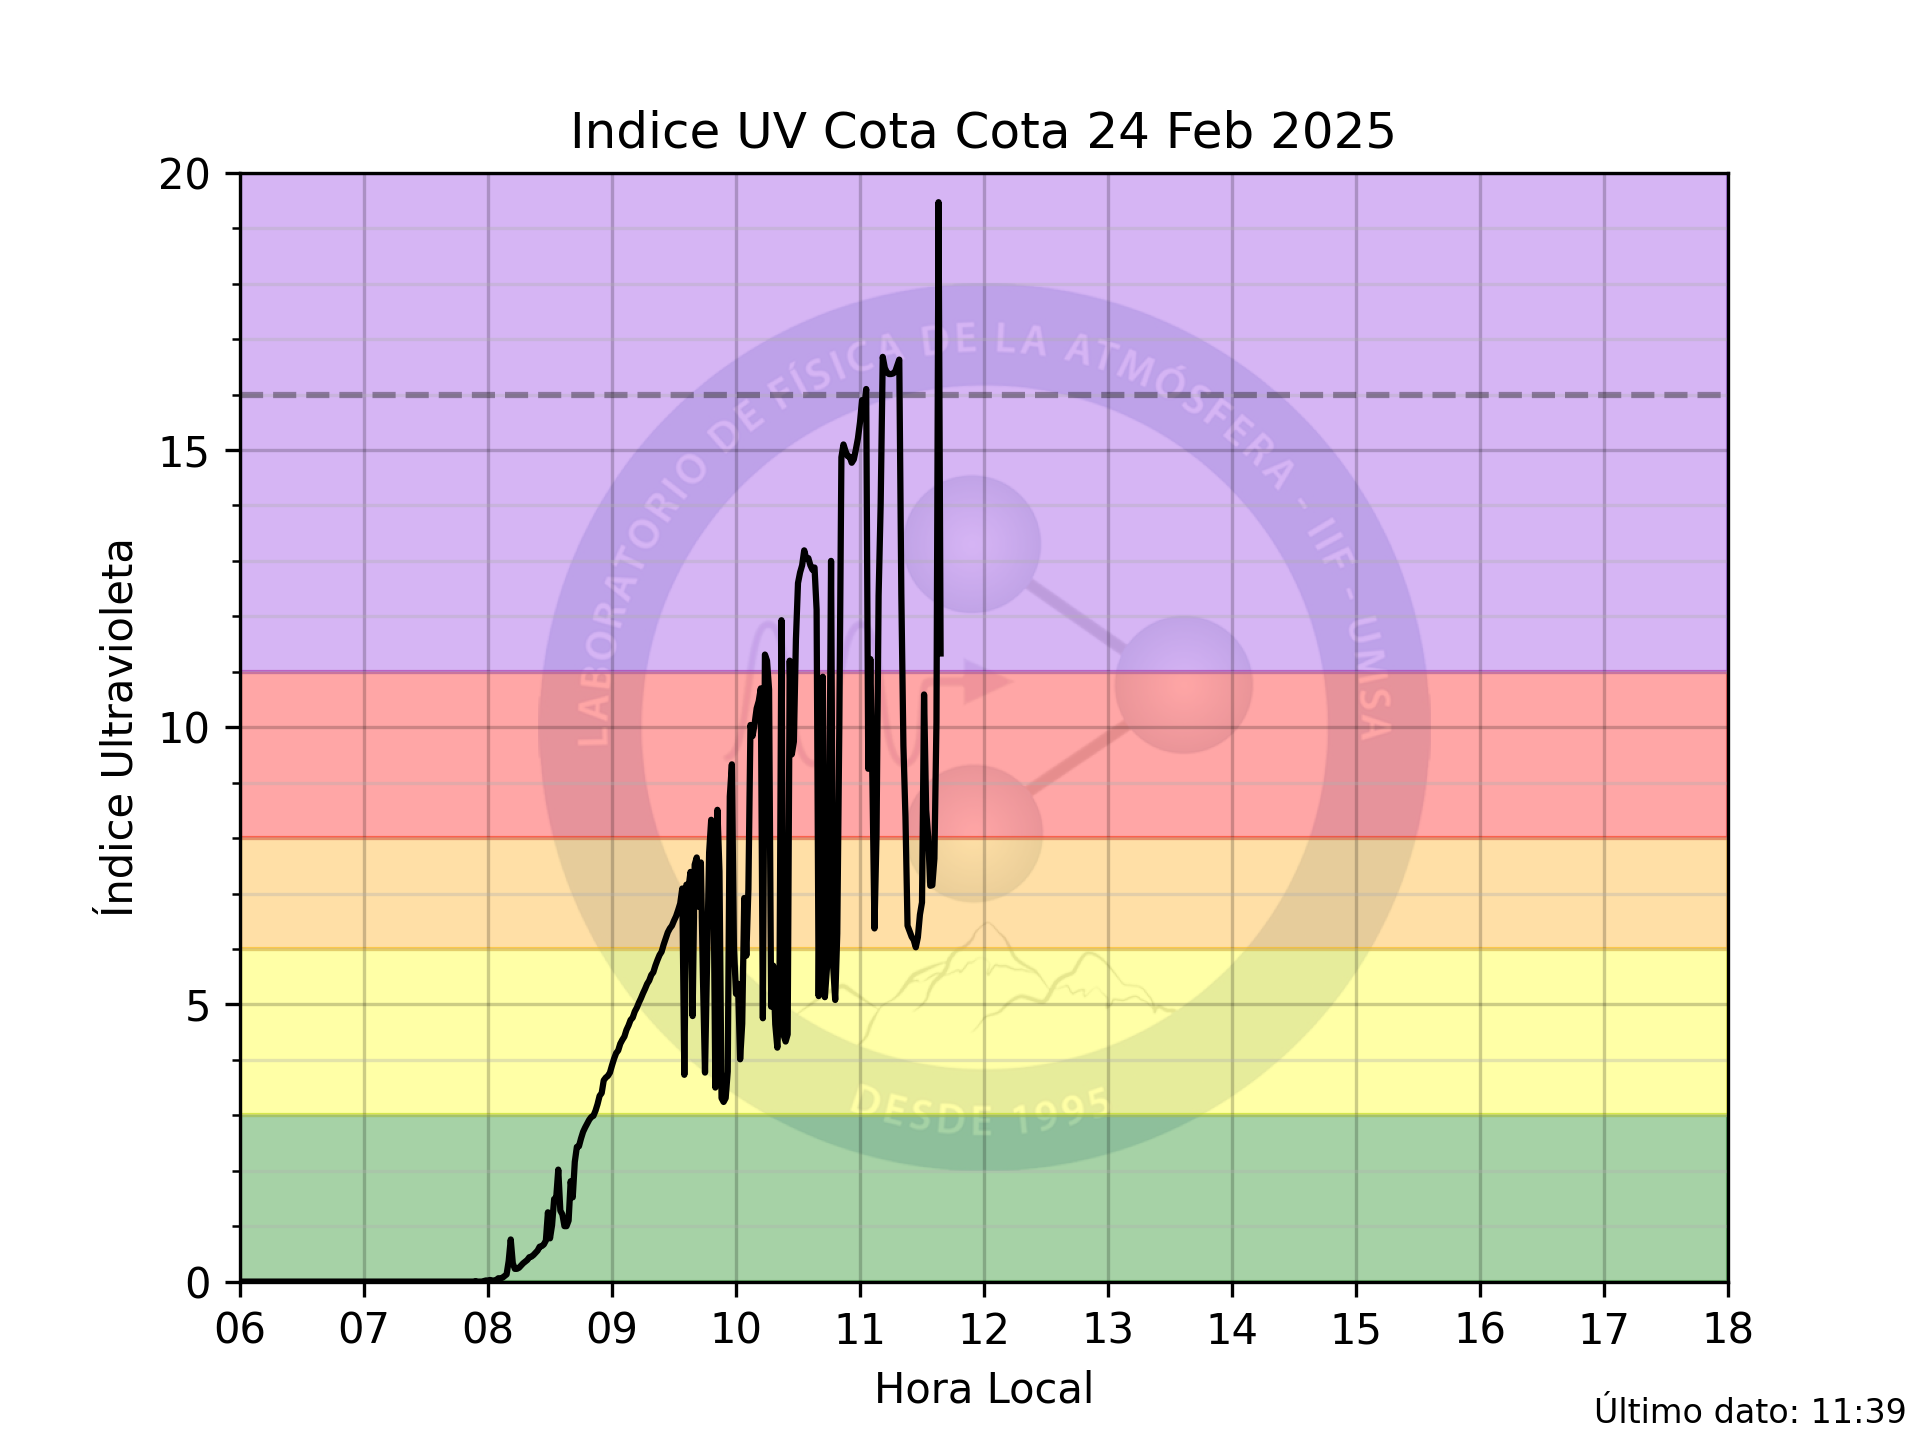 Indice UV Cota Cota 24 Feb 2025
20
15
10
5
0
Índice Ultravioleta
LABORATORIO DE FÍSICA DE LA ATMÓSFERA - IIF - UMSA
DESDE 1995
06 07 08 09 10 11 12 13 14 15 16 17 18
Hora Local
Último dato: 11:39